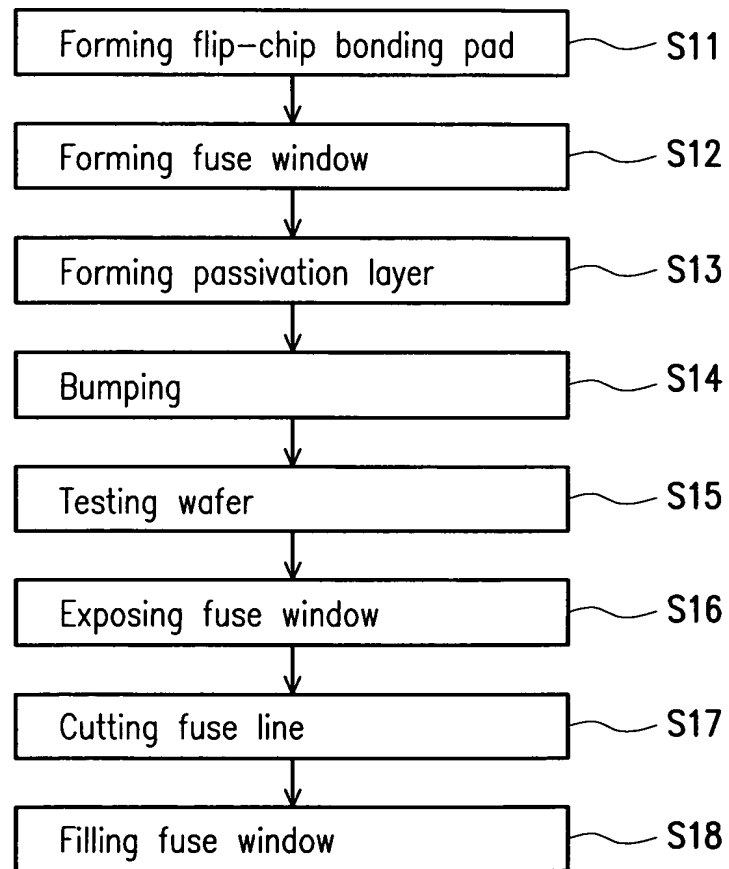 Forming flip-chip bonding pad S11
Forming fuse window S12
Forming passivation layer S13
Bumping S14
Testing wafer S15
Exposing fuse window S16
Cutting fuse line S17
Filling fuse window S18